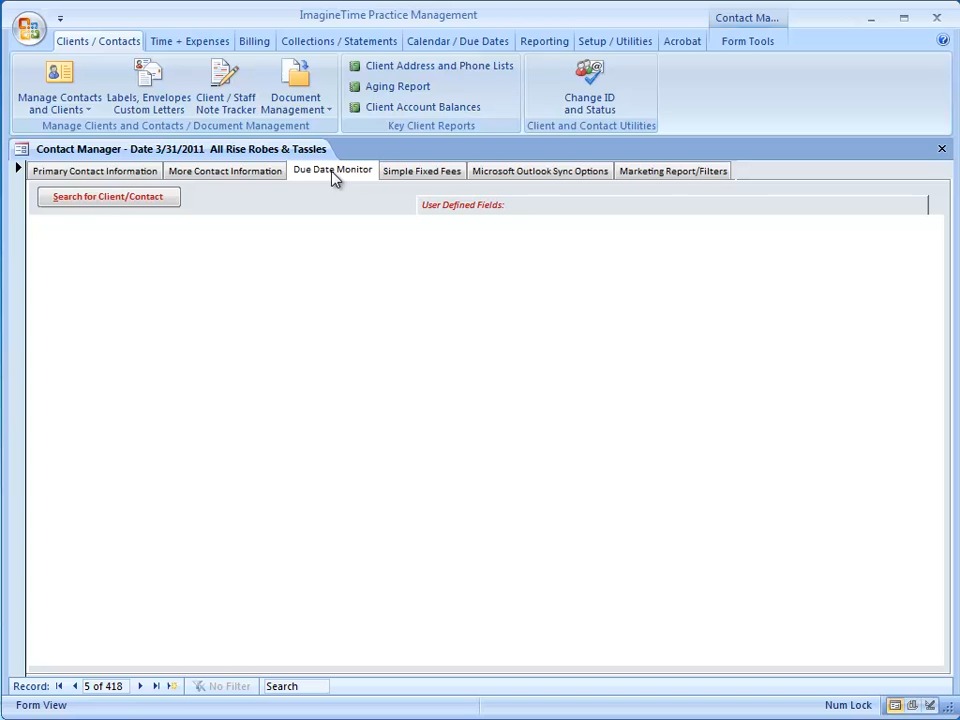 ImagineTime Practice Management
Contact Ma...
Clients / Contacts
Time + Expenses
Billing
Collections / Statements
Calendar / Due Dates
Reporting
Setup / Utilities
Acrobat
Form Tools
Manage Contacts
and Clients
Labels, Envelopes
Custom Letters
Client / Staff
Note Tracker
Document
Management
Client Address and Phone Lists
Aging Report
Client Account Balances
Change ID
and Status
Manage Clients and Contacts / Document Management
Key Client Reports
Client and Contact Utilities
Contact Manager - Date 3/31/2011 All Rise Robes & Tassles
Primary Contact Information
More Contact Information
Due Date Monitor
Simple Fixed Fees
Microsoft Outlook Sync Options
Marketing Report/Filters
Search for Client/Contact
User Defined Fields:
Record:
5 of 418
No Filter
Search
Form View
Num Lock